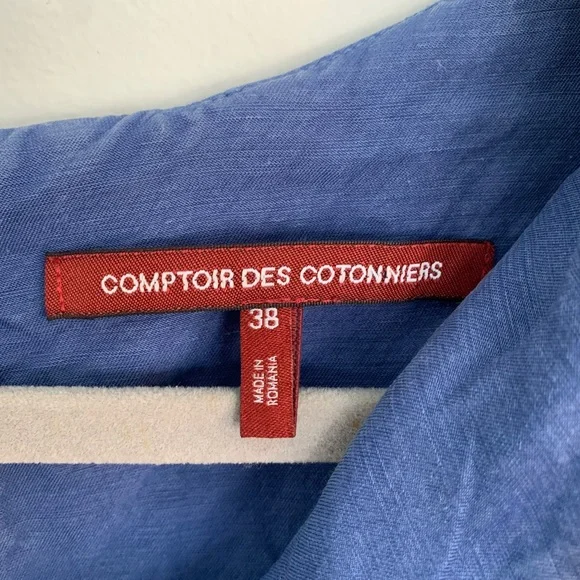 COMPTOIR DES COTONNIERS
38
MADE IN
ROMANIA